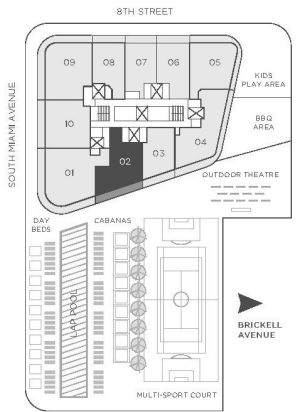 8TH STREET
SOUTH MIAMI AVENUE
09
08
07
06
05
KIDS
PLAY AREA
10
BBQ
AREA
04
03
02
01
OUTDOOR THEATRE
DAY
BEDS
CABANAS
LAP POOL
BRICKELL
AVENUE
MULTI-SPORT COURT